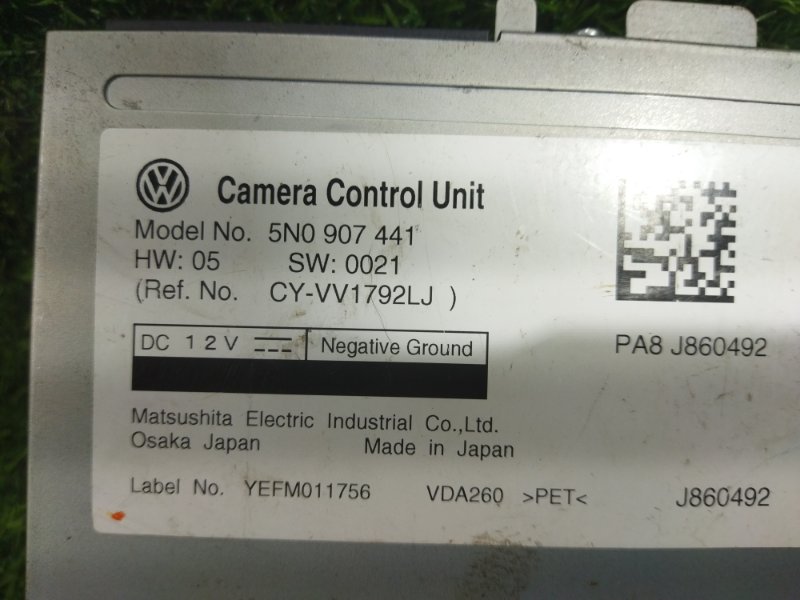 VW Camera Control Unit
Model No. 5N0 907 441
HW: 05 SW: 0021
(Ref. No. CY-VV1792LJ )
DC 12V Negative Ground
PA8 J860492
Matsushita Electric Industrial Co.,Ltd.
Osaka Japan Made in Japan
Label No. YEFM011756 VDA260 >PET< J860492